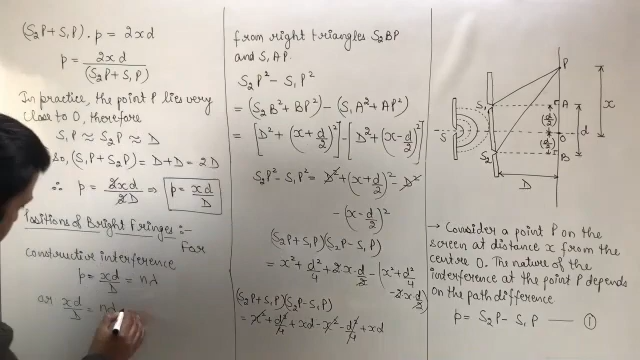 (S₂P + S₁P) . p = 2xd
p = 2xd / (S₂P + S₁P)
In practice, the point P lies very
close to O, therefore
S₁P ≈ S₂P ≈ D
so, (S₁P + S₂P) = D + D = 2D
∴ p = 2xd / 2D ⇒ p = xd / D
Positions of Bright Fringes :-
For
constructive interference
p = xd / D = nλ
or xd / D = nλ
from right triangles S₂BP
and S₁AP.
S₂P² - S₁P²
= (S₂B² + BP²) - (S₁A² + AP²)
= [D² + (x + d/2)²] - [D² + (x - d/2)²]
S₂P² - S₁P² = D² + (x + d/2)² - D²
- (x - d/2)²
(S₂P + S₁P)(S₂P - S₁P)
= x² + d²/4 + 2·x·d/2 - (x² + d²/4
- 2·x·d/2)
(S₂P + S₁P)(S₂P - S₁P)
= x² + d²/4 + xd - x² - d²/4 + xd
P
x
S₁
A
d/2
d
S
O
d/2
S₂
B
D
→ Consider a point P on the
screen at distance x from the
centre O. The nature of the
interference at the point P depends
on the path difference
p = S₂P - S₁P —— ①